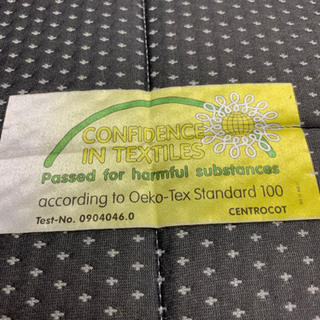 CONFIDENCE
IN TEXTILES
Passed for harmful substances
according to Oeko-Tex Standard 100
Test-No. 0904046.0 CENTROCOT